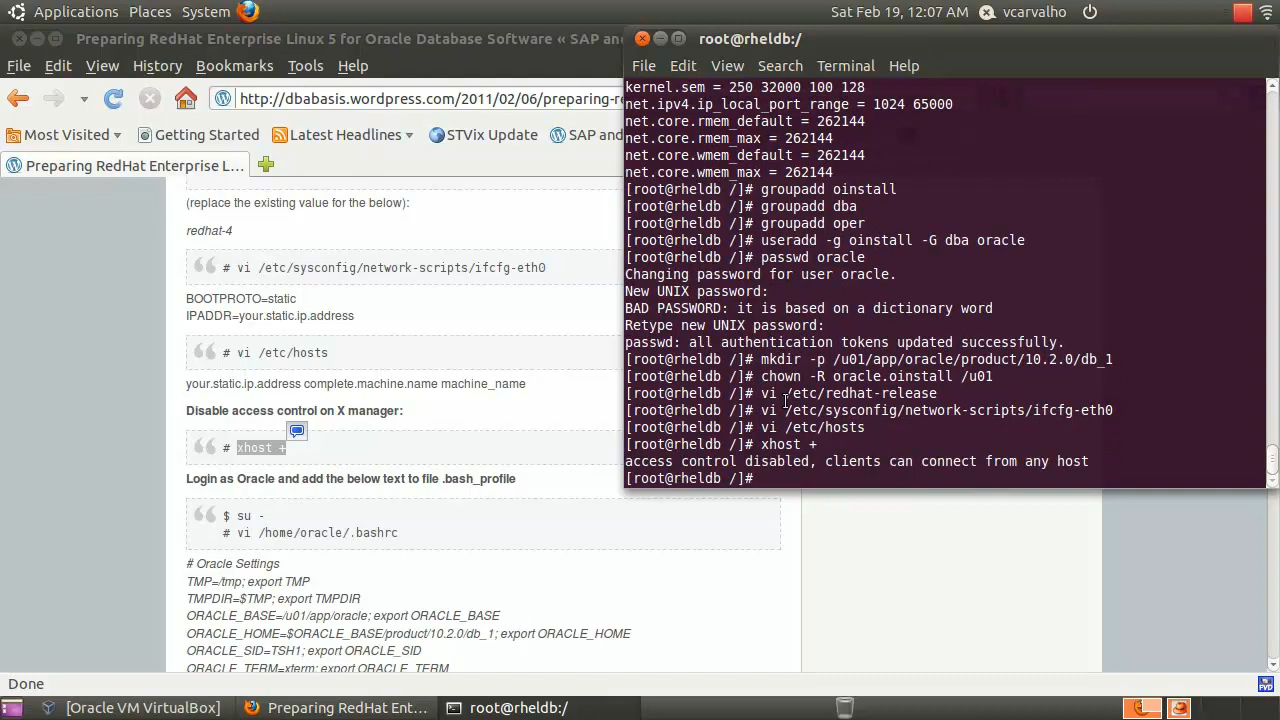 Applications Places System Sat Feb 19, 12:07 AM vcarvalho
Preparing RedHat Enterprise Linux 5 for Oracle Database Software « SAP and
File Edit View History Bookmarks Tools Help
http://dbabasis.wordpress.com/2011/02/06/preparing-r
Most Visited Getting Started Latest Headlines STVix Update SAP and
Preparing RedHat Enterprise L...
(replace the existing value for the below):
redhat-4
# vi /etc/sysconfig/network-scripts/ifcfg-eth0
BOOTPROTO=static
IPADDR=your.static.ip.address
# vi /etc/hosts
your.static.ip.address complete.machine.name machine_name
Disable access control on X manager:
# xhost +
Login as Oracle and add the below text to file .bash_profile
$ su -
# vi /home/oracle/.bashrc
# Oracle Settings
TMP=/tmp; export TMP
TMPDIR=$TMP; export TMPDIR
ORACLE_BASE=/u01/app/oracle; export ORACLE_BASE
ORACLE_HOME=$ORACLE_BASE/product/10.2.0/db_1; export ORACLE_HOME
ORACLE_SID=TSH1; export ORACLE_SID
ORACLE_TERM=xterm; export ORACLE_TERM
root@rheldb:/
File Edit View Search Terminal Help
kernel.sem = 250 32000 100 128
net.ipv4.ip_local_port_range = 1024 65000
net.core.rmem_default = 262144
net.core.rmem_max = 262144
net.core.wmem_default = 262144
net.core.wmem_max = 262144
[root@rheldb /]# groupadd oinstall
[root@rheldb /]# groupadd dba
[root@rheldb /]# groupadd oper
[root@rheldb /]# useradd -g oinstall -G dba oracle
[root@rheldb /]# passwd oracle
Changing password for user oracle.
New UNIX password:
BAD PASSWORD: it is based on a dictionary word
Retype new UNIX password:
passwd: all authentication tokens updated successfully.
[root@rheldb /]# mkdir -p /u01/app/oracle/product/10.2.0/db_1
[root@rheldb /]# chown -R oracle.oinstall /u01
[root@rheldb /]# vi /etc/redhat-release
[root@rheldb /]# vi /etc/sysconfig/network-scripts/ifcfg-eth0
[root@rheldb /]# vi /etc/hosts
[root@rheldb /]# xhost +
access control disabled, clients can connect from any host
[root@rheldb /]#
Done
FVD
[Oracle VM VirtualBox] Preparing RedHat Ent... root@rheldb:/